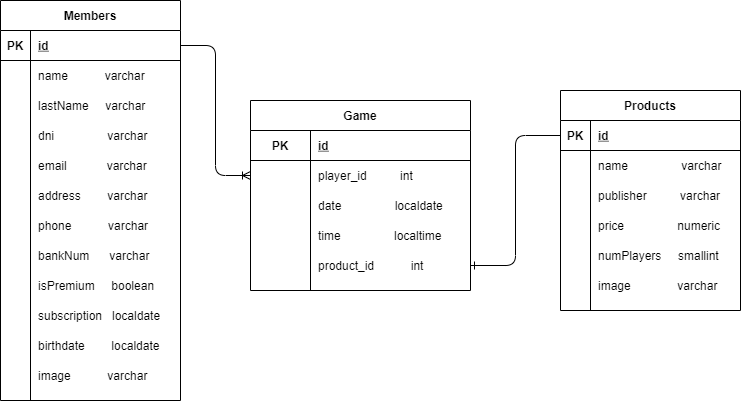 Members
PK id
name varchar
lastName varchar
dni varchar
email varchar
address varchar
phone varchar
bankNum varchar
isPremium boolean
subscription localdate
birthdate localdate
image varchar
Game
PK id
player_id int
date localdate
time localtime
product_id int
Products
PK id
name varchar
publisher varchar
price numeric
numPlayers smallint
image varchar